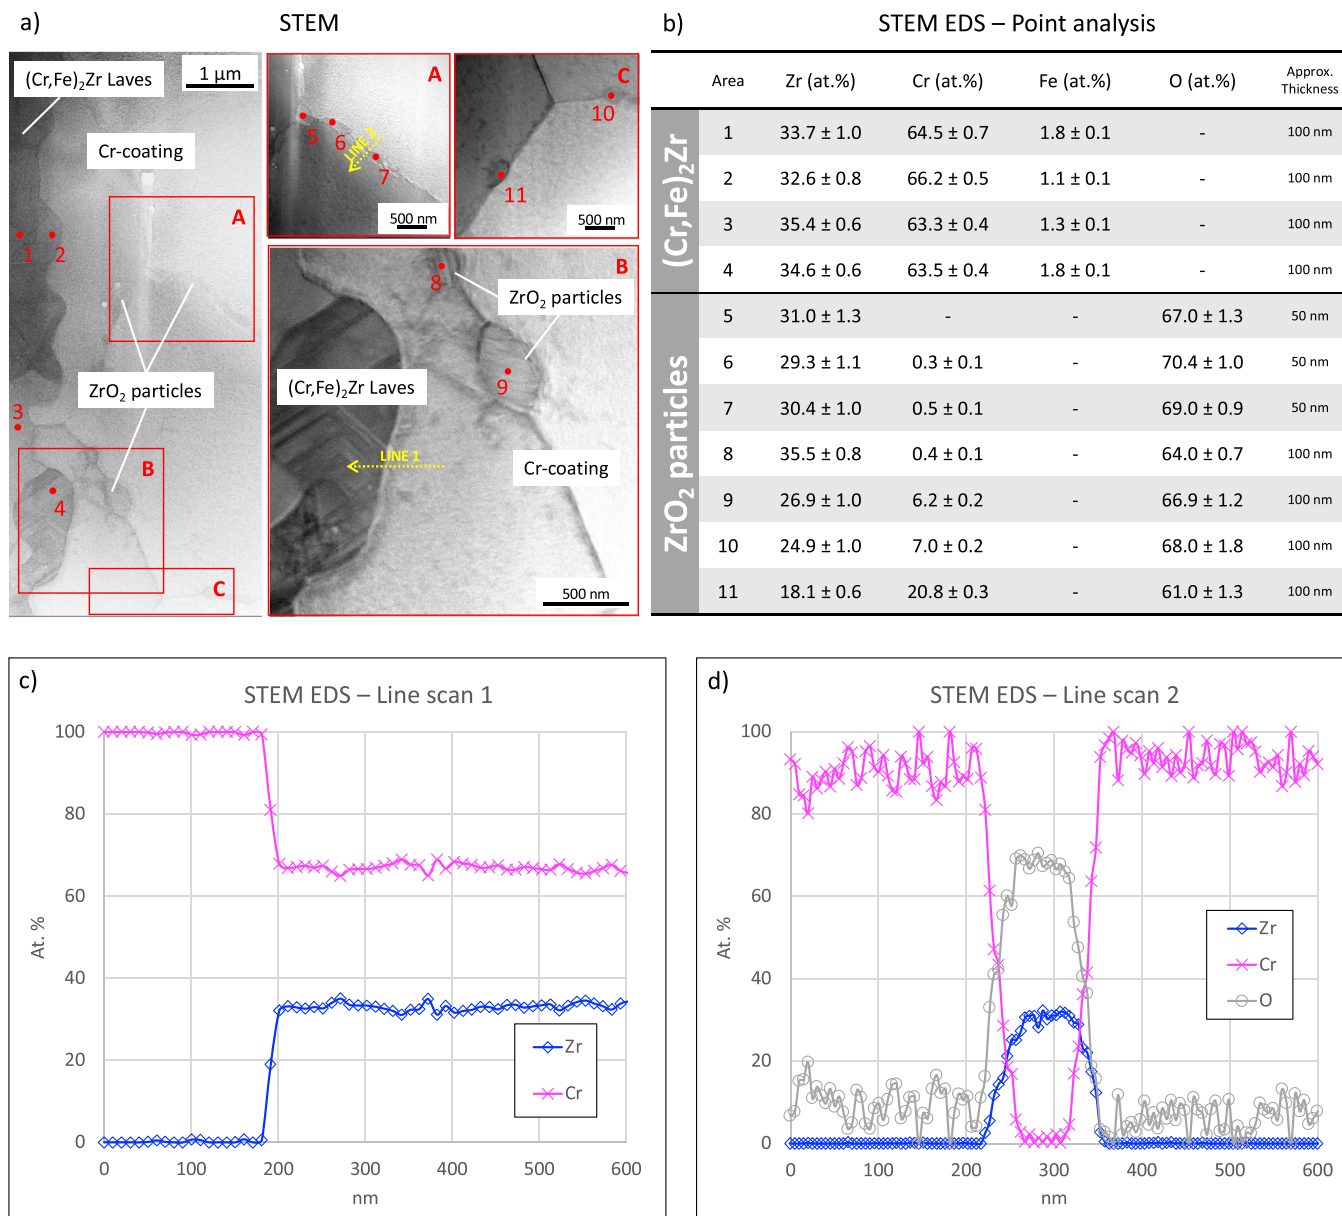 a)
STEM
(Cr,Fe)₂Zr Laves
1 µm
Cr-coating
A
1
2
ZrO₂ particles
3
B
4
C
A
5
6
LINE 2
7
500 nm
C
10
11
500 nm
B
8
ZrO₂ particles
9
(Cr,Fe)₂Zr Laves
LINE 1
Cr-coating
500 nm
b)
STEM EDS – Point analysis
Area Zr (at.%) Cr (at.%) Fe (at.%) O (at.%) Approx. Thickness
(Cr,Fe)₂Zr
1 33.7 ± 1.0 64.5 ± 0.7 1.8 ± 0.1 - 100 nm
2 32.6 ± 0.8 66.2 ± 0.5 1.1 ± 0.1 - 100 nm
3 35.4 ± 0.6 63.3 ± 0.4 1.3 ± 0.1 - 100 nm
4 34.6 ± 0.6 63.5 ± 0.4 1.8 ± 0.1 - 100 nm
ZrO₂ particles
5 31.0 ± 1.3 - - 67.0 ± 1.3 50 nm
6 29.3 ± 1.1 0.3 ± 0.1 - 70.4 ± 1.0 50 nm
7 30.4 ± 1.0 0.5 ± 0.1 - 69.0 ± 0.9 50 nm
8 35.5 ± 0.8 0.4 ± 0.1 - 64.0 ± 0.7 100 nm
9 26.9 ± 1.0 6.2 ± 0.2 - 66.9 ± 1.2 100 nm
10 24.9 ± 1.0 7.0 ± 0.2 - 68.0 ± 1.8 100 nm
11 18.1 ± 0.6 20.8 ± 0.3 - 61.0 ± 1.3 100 nm
c)
STEM EDS – Line scan 1
100
80
60
40
20
0
At. %
Zr
Cr
0 100 200 300 400 500 600
nm
d)
STEM EDS – Line scan 2
100
80
60
40
20
0
At. %
Zr
Cr
O
0 100 200 300 400 500 600
nm